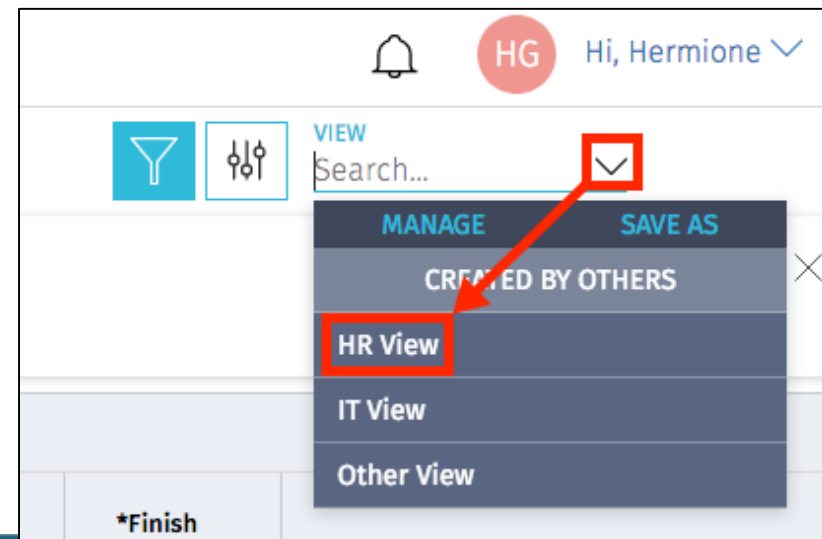 HG Hi, Hermione
VIEW
Search...
MANAGE SAVE AS
CREATED BY OTHERS
HR View
IT View
Other View
*Finish